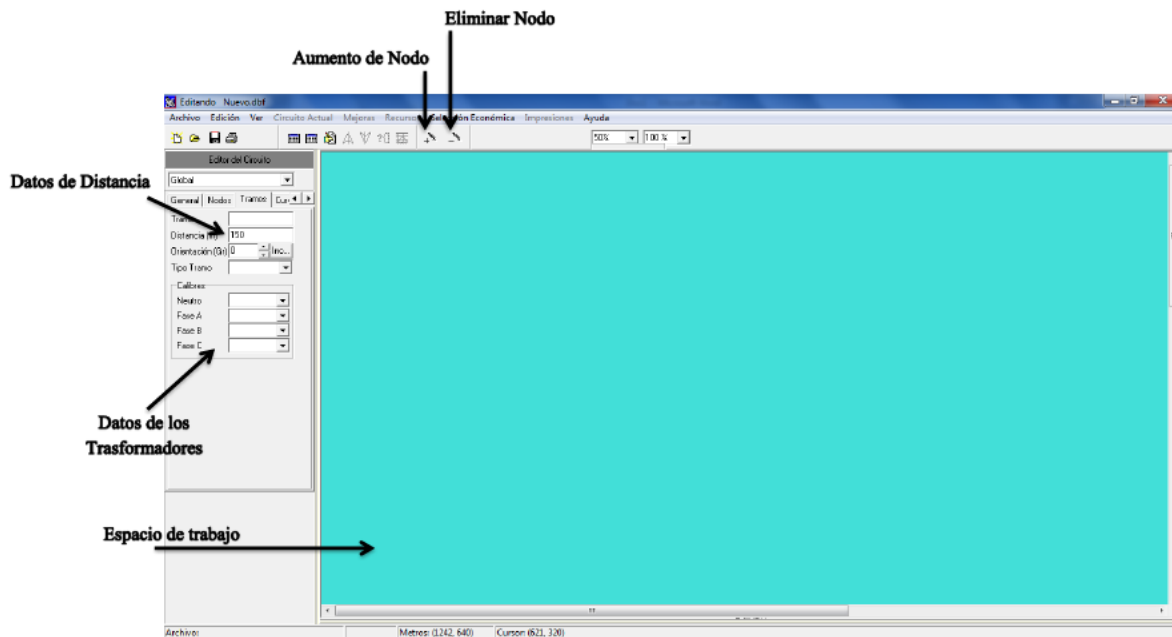 Eliminar Nodo
Aumento de Nodo
Editando Nuevo.dbf
Archivo Edición Ver Circuito Actual Mejoras Recursos Selección Económica Impresiones Ayuda
50% 100 %
Editor del Circuito
Datos de Distancia
Global
General Nodos Tramos
Distancia (m) 150
Orientación (Gr) 0 Inc...
Tipo Tramo
Calibres
Neutro
Fase A
Fase B
Fase C
Datos de los
Trasformadores
Espacio de trabajo
Archivo: Metros: (1242, 640) Cursor: (621, 320)